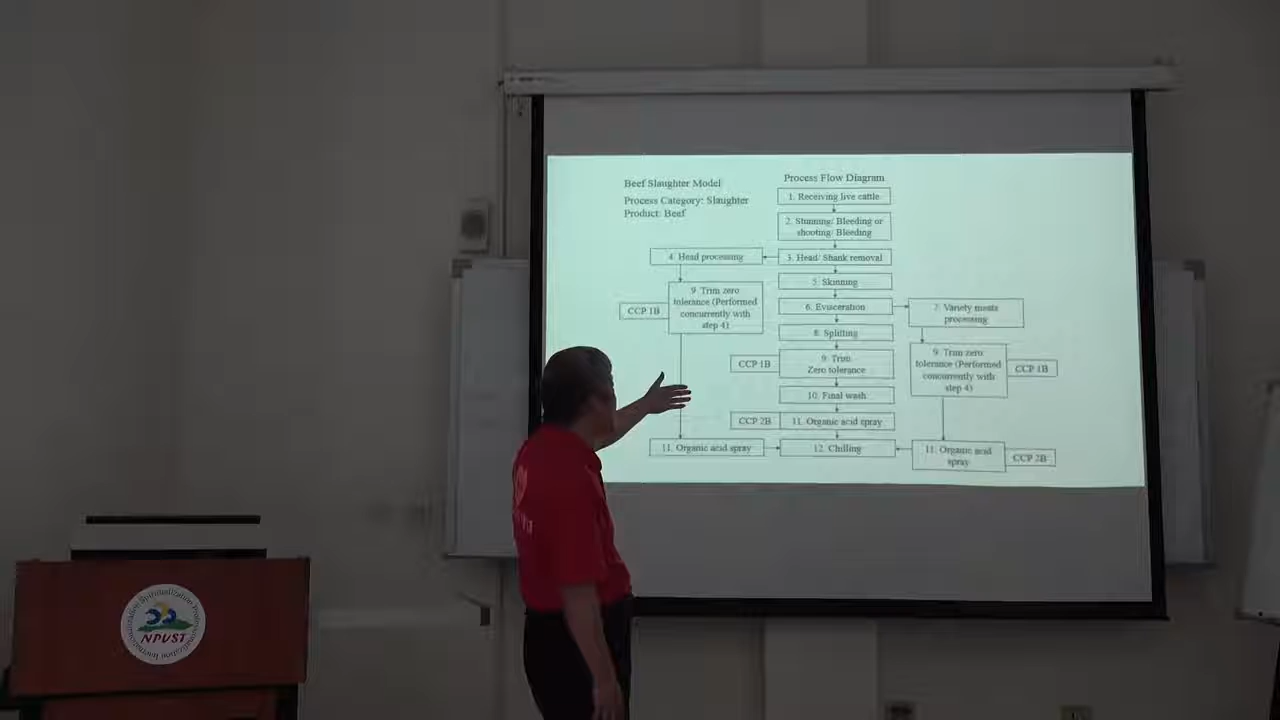 Beef Slaughter Model
Process Category: Slaughter
Product: Beef
Process Flow Diagram
1. Receiving live cattle
2. Stunning/ Bleeding or
shooting/ Bleeding
3. Head/ Shank removal
4. Head processing
5. Skinning
6. Evisceration
7. Variety meats
processing
8. Splitting
CCP 1B
9. Trim zero
tolerance (Performed
concurrently with
step 4)
CCP 1B
9. Trim
Zero tolerance
9. Trim zero
tolerance (Performed
concurrently with
step 4)
CCP 1B
10. Final wash
CCP 2B
11. Organic acid spray
11. Organic acid spray
12. Chilling
11. Organic acid
spray
CCP 2B
NPUST